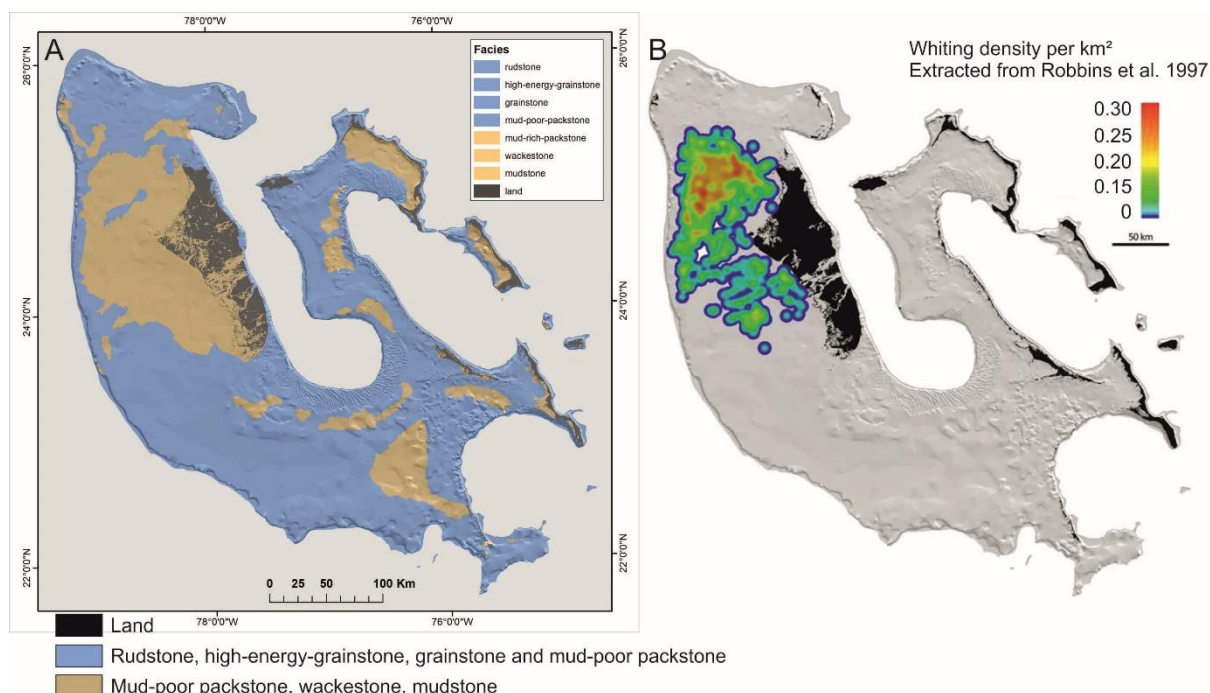 78°0'0"W
76°0'0"W
A
26°0'0"N
24°0'0"N
22°0'0"N
Facies
rudstone
high-energy-grainstone
grainstone
mud-poor-packstone
mud-rich-packstone
wackestone
mudstone
land
26°0'0"N
24°0'0"N
22°0'0"N
0 25 50 100 Km
78°0'0"W
76°0'0"W
B
Whiting density per km²
Extracted from Robbins et al. 1997
0.30
0.30
0.20
0.15
0
50 km
Land
Rudstone, high-energy-grainstone, grainstone and mud-poor packstone
Mud-poor packstone, wackestone, mudstone